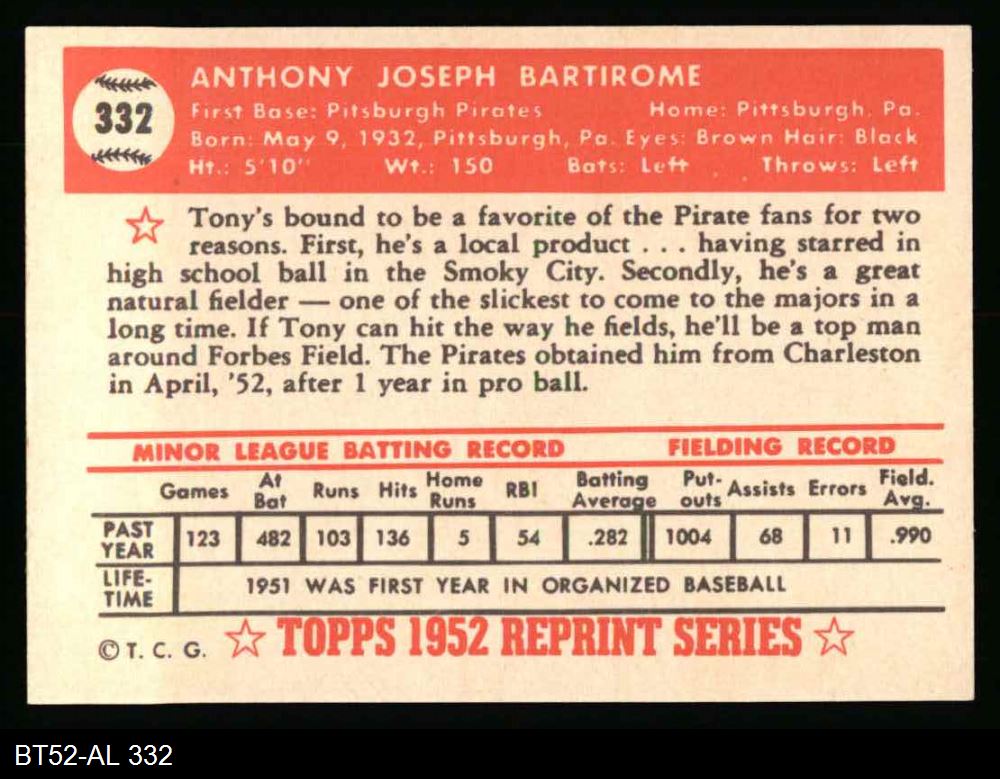 332
ANTHONY JOSEPH BARTIROME
First Base: Pitsburgh Pirates Home: Pittsburgh, Pa.
Born: May 9, 1932, Pittsburgh, Pa. Eyes: Brown Hair: Black
Ht.: 5'10" Wt.: 150 Bats: Left Throws: Left
Tony's bound to be a favorite of the Pirate fans for two
reasons. First, he's a local product . . . having starred in
high school ball in the Smoky City. Secondly, he's a great
natural fielder — one of the slickest to come to the majors in a
long time. If Tony can hit the way he fields, he'll be a top man
around Forbes Field. The Pirates obtained him from Charleston
in April, '52, after 1 year in pro ball.
MINOR LEAGUE BATTING RECORD FIELDING RECORD
Games At Bat Runs Hits Home Runs RBI Batting Average Put-outs Assists Errors Field. Avg.
PAST YEAR 123 482 103 136 5 54 .282 1004 68 11 .990
LIFE-TIME 1951 WAS FIRST YEAR IN ORGANIZED BASEBALL
© T. C. G. ☆ TOPPS 1952 REPRINT SERIES ☆
BT52-AL 332